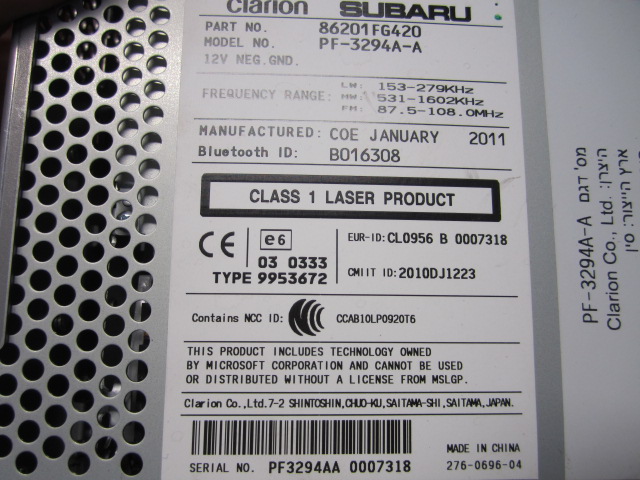 Clarion SUBARU
PART NO. 86201FG420
MODEL NO. PF-3294A-A
12V NEG.GND.
FREQUENCY RANGE:
LW: 153-279KHz
MW: 531-1602KHz
FM: 87.5-108.0MHz
MANUFACTURED: COE JANUARY 2011
Bluetooth ID: B016308
CLASS 1 LASER PRODUCT
CE e6 EUR-ID:CL0956 B 0007318
03 0333
TYPE 9953672 CMIIT ID:2010DJ1223
Contains NCC ID: CCAB10LP0920T6
THIS PRODUCT INCLUDES TECHNOLOGY OWNED
BY MICROSOFT CORPORATION AND CANNOT BE USED
OR DISTRIBUTED WITHOUT A LICENSE FROM MSLGP.
Clarion Co.,Ltd.7-2 SHINTOSHIN,CHUO-KU,SAITAMA-SHI,SAITAMA,JAPAN.
SERIAL NO. PF3294AA 0007318
MADE IN CHINA
276-0696-04
מס' דגם PF-3294A-A
היצרן: Clarion Co., Ltd.
ארץ הייצור: סין